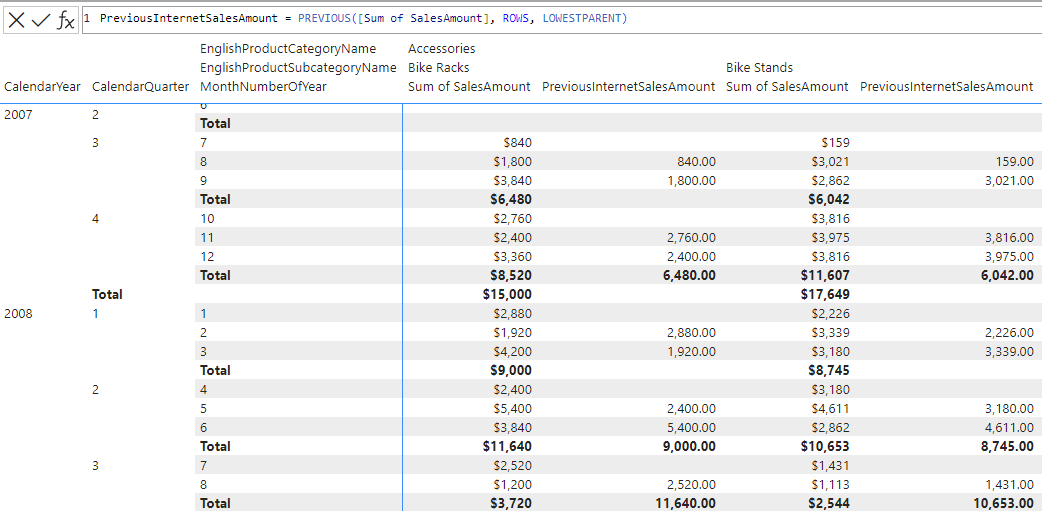 1 PreviousInternetSalesAmount = PREVIOUS([Sum of SalesAmount], ROWS, LOWESTPARENT)
EnglishProductCategoryName Accessories
EnglishProductSubcategoryName Bike Racks Bike Stands
CalendarYear CalendarQuarter MonthNumberOfYear Sum of SalesAmount PreviousInternetSalesAmount Sum of SalesAmount PreviousInternetSalesAmount
2007 2
Total
3 7 $840 $159
8 $1,800 840.00 $3,021 159.00
9 $3,840 1,800.00 $2,862 3,021.00
Total $6,480 $6,042
4 10 $2,760 $3,816
11 $2,400 2,760.00 $3,975 3,816.00
12 $3,360 2,400.00 $3,816 3,975.00
Total $8,520 6,480.00 $11,607 6,042.00
Total $15,000 $17,649
2008 1 1 $2,880 $2,226
2 $1,920 2,880.00 $3,339 2,226.00
3 $4,200 1,920.00 $3,180 3,339.00
Total $9,000 $8,745
2 4 $2,400 $3,180
5 $5,400 2,400.00 $4,611 3,180.00
6 $3,840 5,400.00 $2,862 4,611.00
Total $11,640 9,000.00 $10,653 8,745.00
3 7 $2,520 $1,431
8 $1,200 2,520.00 $1,113 1,431.00
Total $3,720 11,640.00 $2,544 10,653.00